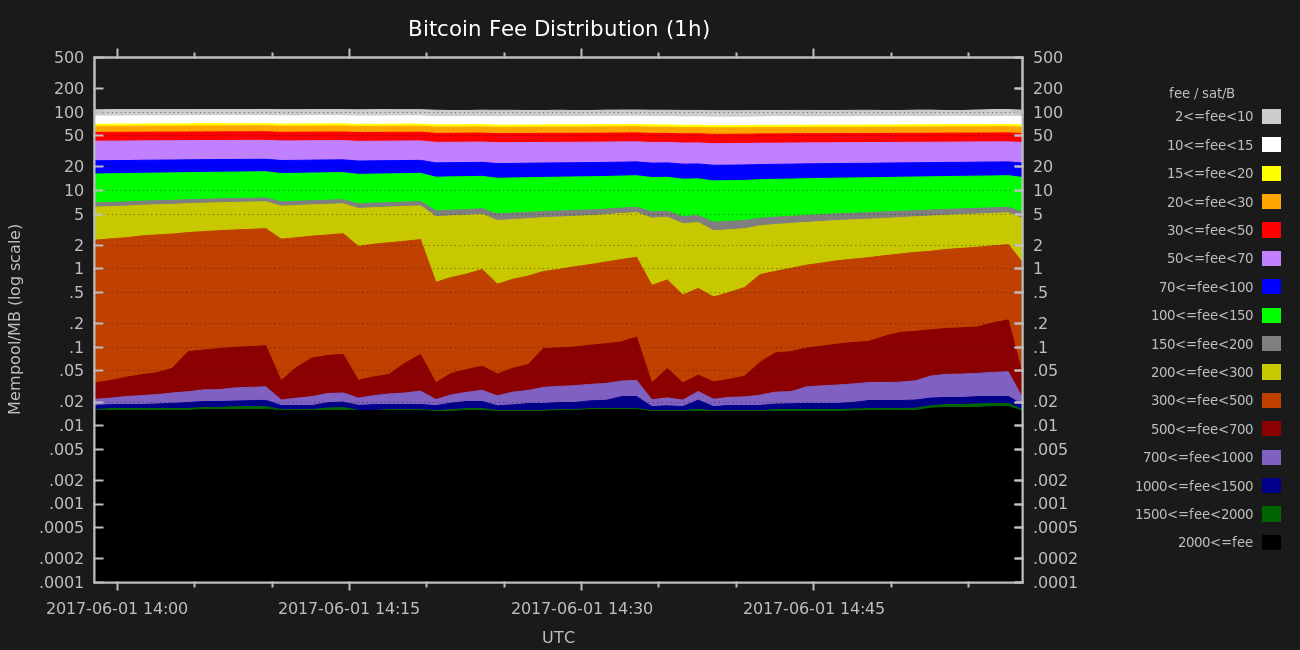 Bitcoin Fee Distribution (1h)
Mempool/MB (log scale)
500
200
100
50
20
10
5
2
1
.5
.2
.1
.05
.02
.01
.005
.002
.001
.0005
.0002
.0001
500
200
100
50
20
10
5
2
1
.5
.2
.1
.05
.02
.01
.005
.002
.001
.0005
.0002
.0001
2017-06-01 14:00 2017-06-01 14:15 2017-06-01 14:30 2017-06-01 14:45
UTC
fee / sat/B
2<=fee<10
10<=fee<15
15<=fee<20
20<=fee<30
30<=fee<50
50<=fee<70
70<=fee<100
100<=fee<150
150<=fee<200
200<=fee<300
300<=fee<500
500<=fee<700
700<=fee<1000
1000<=fee<1500
1500<=fee<2000
2000<=fee